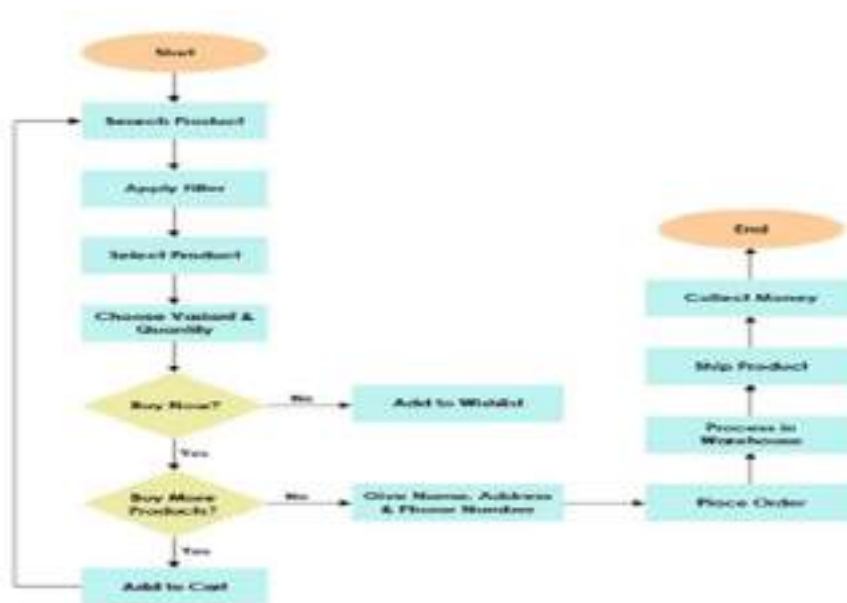 Start
Search Product
Apply Filter
Select Product
Choose Variant &
Quantity
Buy Now?
No
Add to Wishlist
Yes
Buy More
Products?
No
Give Name, Address
& Phone Number
Yes
Add to Cart
Place Order
Process in
Warehouse
Ship Product
Collect Money
End